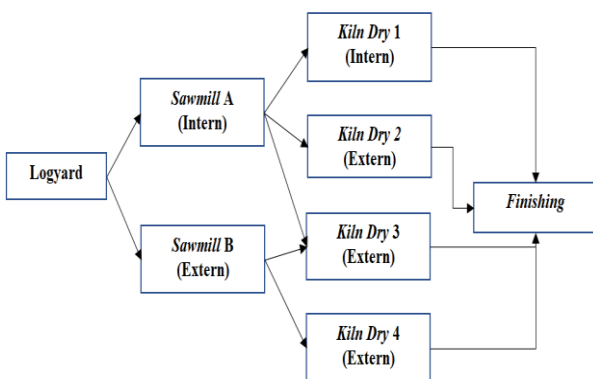 Kiln Dry 1
(Intern)
Sawmill A
(Intern)
Kiln Dry 2
(Extern)
Logyard
Finishing
Sawmill B
(Extern)
Kiln Dry 3
(Extern)
Kiln Dry 4
(Extern)